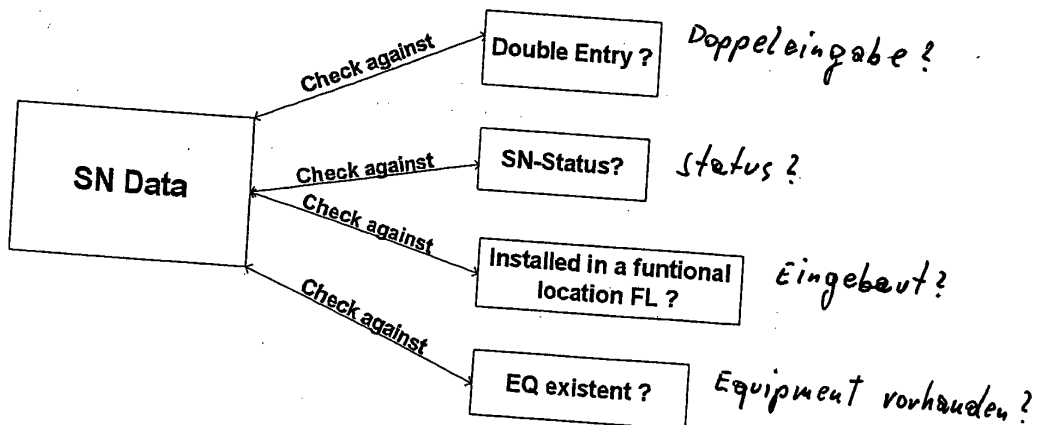 Check against
Double Entry ?
Doppeleingabe ?
SN Data
Check against
SN-Status?
Status ?
Check against
Installed in a funtional
location FL ?
Eingebaut ?
Check against
EQ existent ?
Equipment vorhanden ?